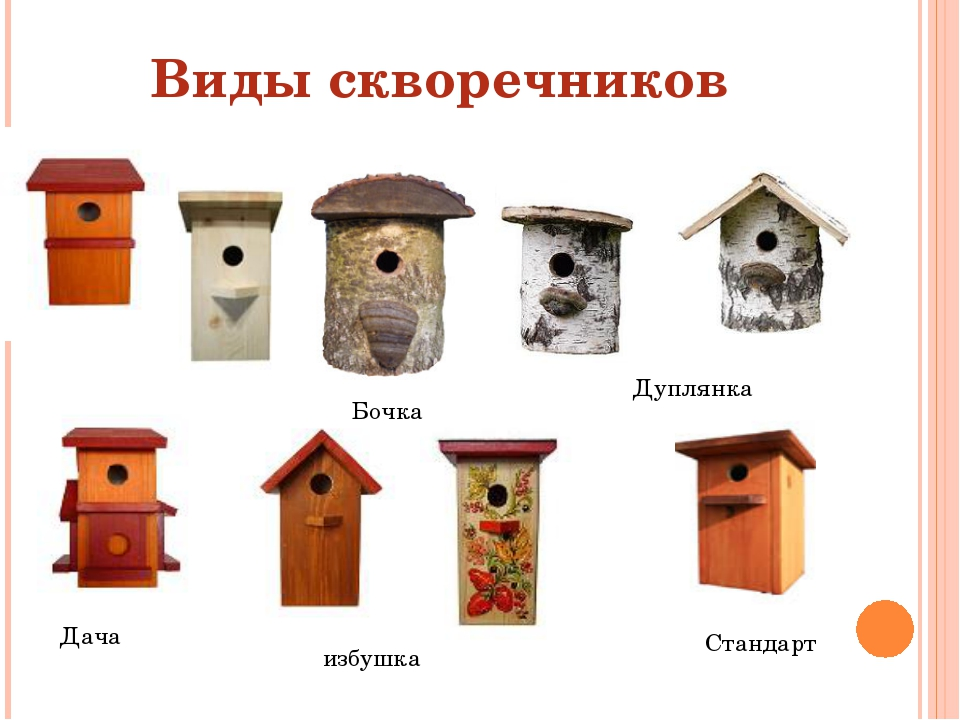 Виды скворечников
Дуплянка
Бочка
Дача
избушка
Стандарт